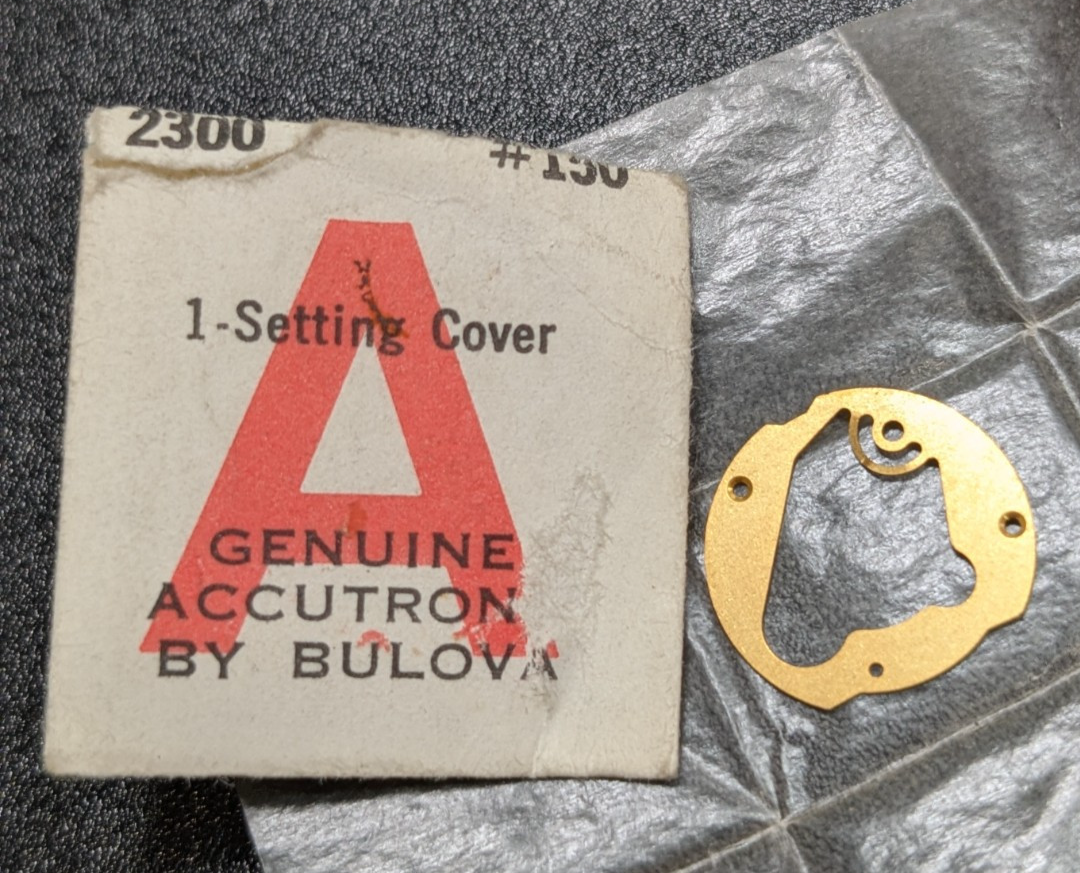 2300 #150
1-Setting Cover
GENUINE
ACCUTRON
BY BULOVA